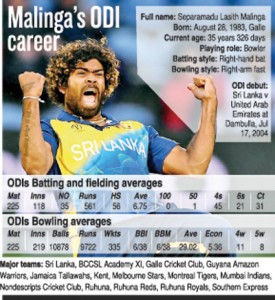 Malinga's ODI
career
Full name: Separamadu Lasith Malinga
Born: August 28, 1983, Galle
Current age: 35 years 326 days
Playing role: Bowler
Batting style: Right-hand bat
Bowling style: Right-arm fast
ODI debut:
Sri Lanka v
United Arab
Emirates at
Dambulla, Jul
17, 2004
SRI LANKA
ODIs Batting and fielding averages
Mat Inns NO Runs HS Ave 100 50 4s 6s Ct
225 118 35 561 56 6.75 0 1 45 21 31
ODIs Bowling averages
Mat Inns Balls Runs Wkts BBI BBM Ave Econ 4w 5w
225 219 10878 9722 335 6/38 6/38 29.02 5.36 11 8
Major teams: Sri Lanka, BCCSL Academy XI, Galle Cricket Club, Guyana Amazon
Warriors, Jamaica Tallawahs, Kent, Melbourne Stars, Montreal Tigers, Mumbai Indians,
Nondescripts Cricket Club, Ruhuna, Ruhuna Reds, Ruhuna Royals, Southern Express